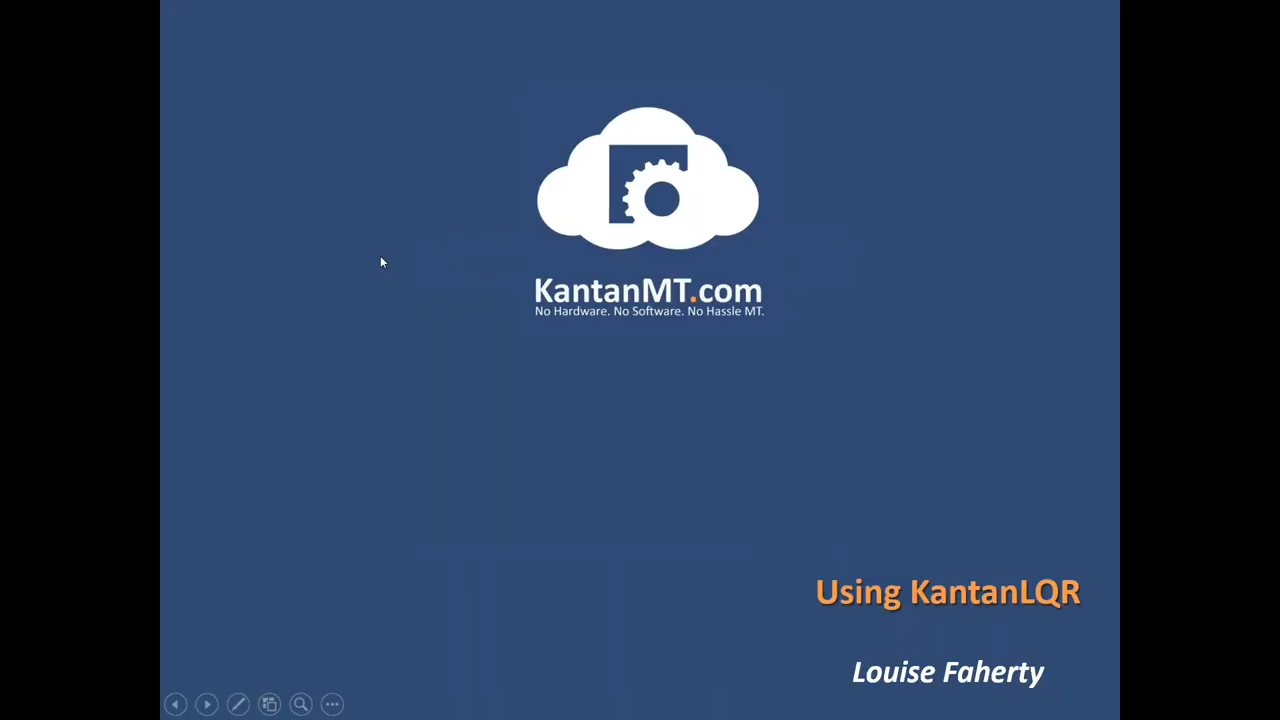 KantanMT.com
No Hardware. No Software. No Hassle MT.
Using KantanLQR
Louise Faherty